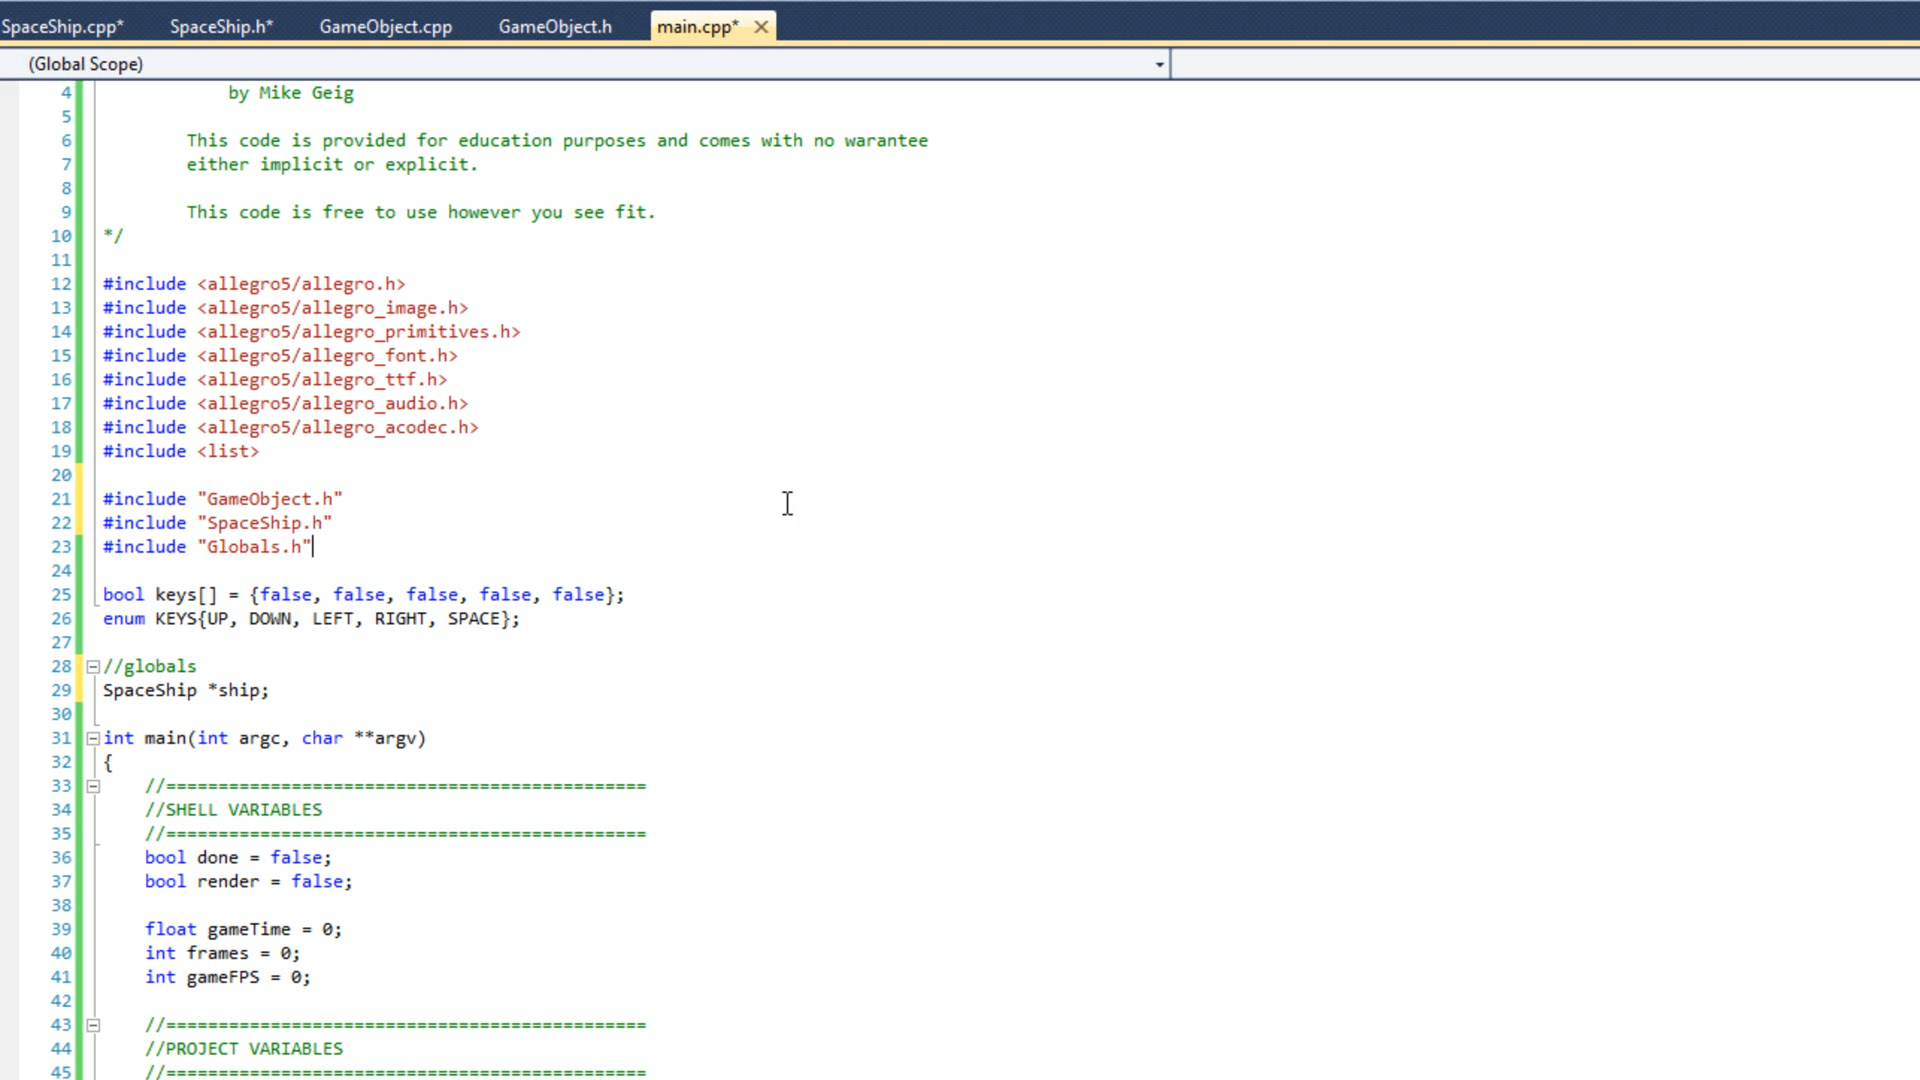 SpaceShip.cpp* SpaceShip.h* GameObject.cpp GameObject.h main.cpp*
(Global Scope)
4 by Mike Geig
5
6 This code is provided for education purposes and comes with no warantee
7 either implicit or explicit.
8
9 This code is free to use however you see fit.
10 */
11
12 #include <allegro5/allegro.h>
13 #include <allegro5/allegro_image.h>
14 #include <allegro5/allegro_primitives.h>
15 #include <allegro5/allegro_font.h>
16 #include <allegro5/allegro_ttf.h>
17 #include <allegro5/allegro_audio.h>
18 #include <allegro5/allegro_acodec.h>
19 #include <list>
20
21 #include "GameObject.h"
22 #include "SpaceShip.h"
23 #include "Globals.h"
24
25 bool keys[] = {false, false, false, false, false};
26 enum KEYS{UP, DOWN, LEFT, RIGHT, SPACE};
27
28 //globals
29 SpaceShip *ship;
30
31 int main(int argc, char **argv)
32 {
33 //==============================================
34 //SHELL VARIABLES
35 //==============================================
36 bool done = false;
37 bool render = false;
38
39 float gameTime = 0;
40 int frames = 0;
41 int gameFPS = 0;
42
43 //==============================================
44 //PROJECT VARIABLES
45 //==============================================